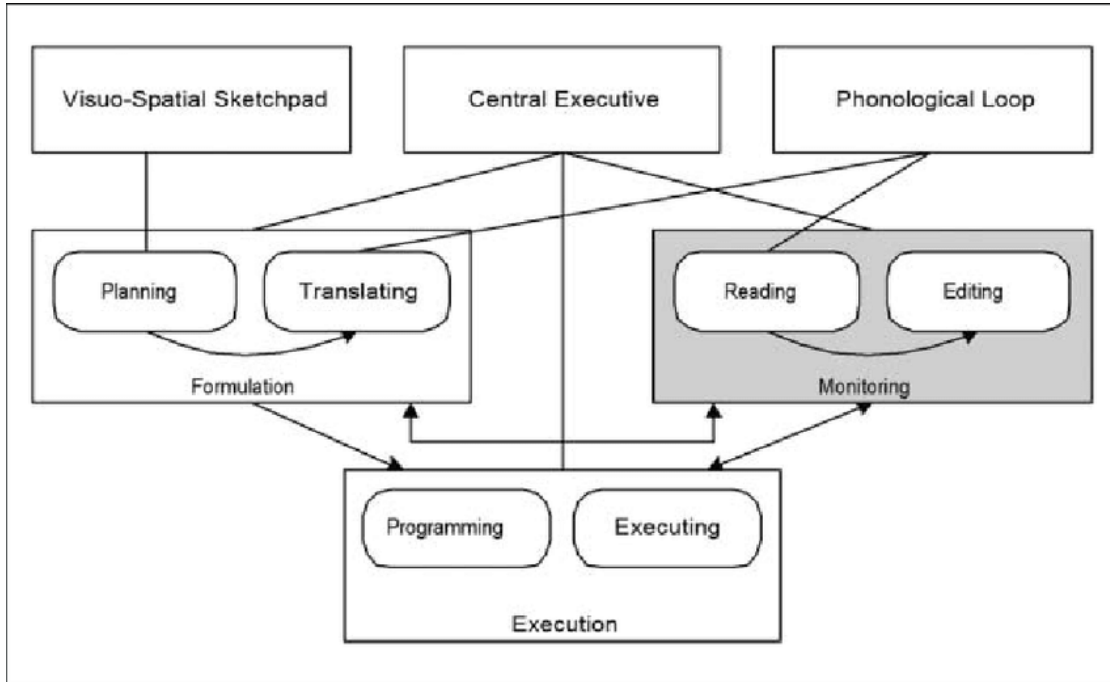 Visuo-Spatial Sketchpad
Central Executive
Phonological Loop
Planning
Translating
Formulation
Reading
Editing
Monitoring
Programming
Executing
Execution